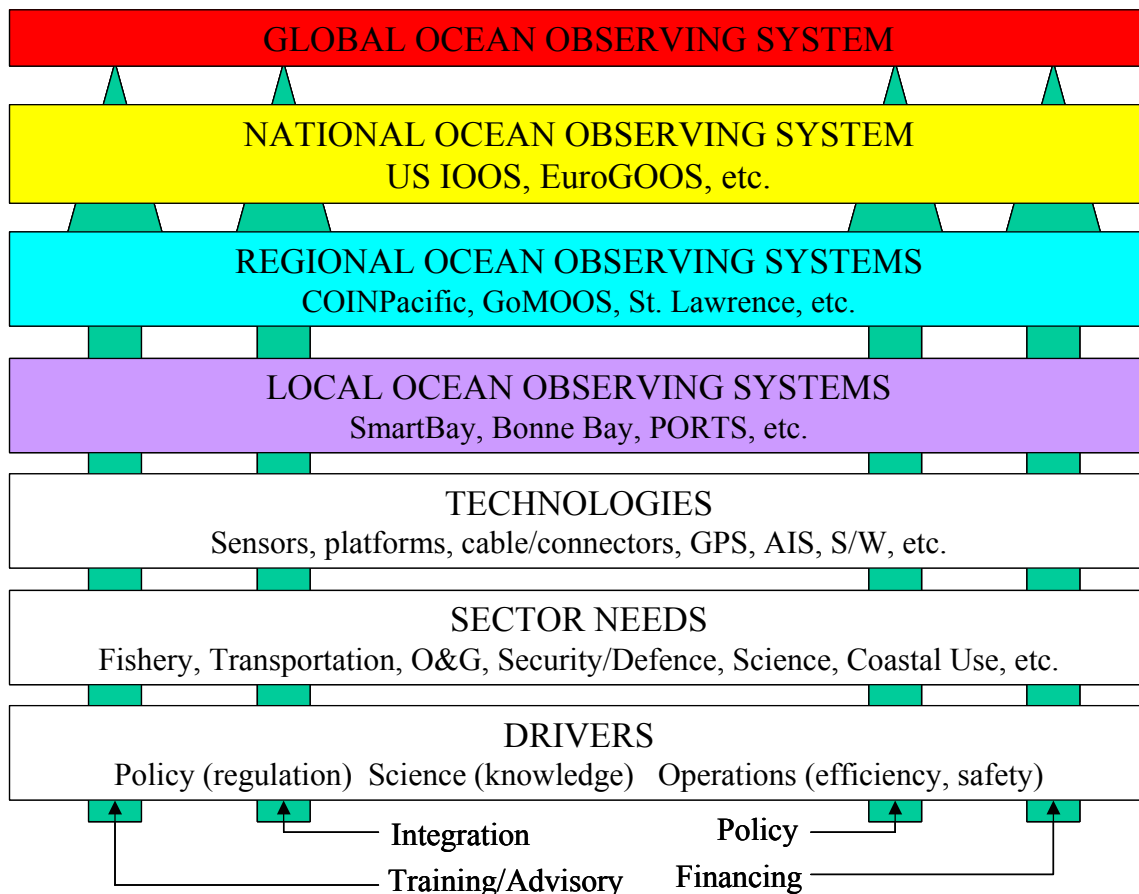 GLOBAL OCEAN OBSERVING SYSTEM
NATIONAL OCEAN OBSERVING SYSTEM
US IOOS, EuroGOOS, etc.
REGIONAL OCEAN OBSERVING SYSTEMS
COINPacific, GoMOOS, St. Lawrence, etc.
LOCAL OCEAN OBSERVING SYSTEMS
SmartBay, Bonne Bay, PORTS, etc.
TECHNOLOGIES
Sensors, platforms, cable/connectors, GPS, AIS, S/W, etc.
SECTOR NEEDS
Fishery, Transportation, O&G, Security/Defence, Science, Coastal Use, etc.
DRIVERS
Policy (regulation) Science (knowledge) Operations (efficiency, safety)
Integration
Policy
Training/Advisory
Financing